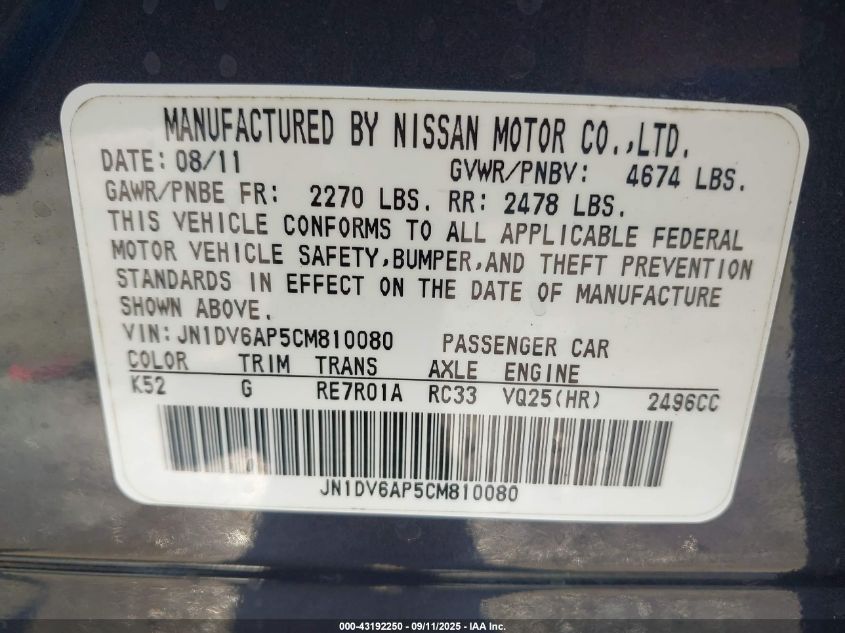 MANUFACTURED BY NISSAN MOTOR CO.,LTD.
DATE: 08/11 GVWR/PNBV: 4674 LBS.
GAWR/PNBE FR: 2270 LBS. RR: 2478 LBS.
THIS VEHICLE CONFORMS TO ALL APPLICABLE FEDERAL
MOTOR VEHICLE SAFETY,BUMPER,AND THEFT PREVENTION
STANDARDS IN EFFECT ON THE DATE OF MANUFACTURE
SHOWN ABOVE.
VIN:JN1DV6AP5CM810080 PASSENGER CAR
COLOR TRIM TRANS AXLE ENGINE
K52 G RE7R01A RC33 VQ25(HR) 2496CC
JN1DV6AP5CM810080
000-43192250 - 09/11/2025 - IAA Inc.